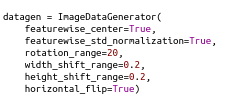 datagen = ImageDataGenerator(
    featurewise_center=True,
    featurewise_std_normalization=True,
    rotation_range=20,
    width_shift_range=0.2,
    height_shift_range=0.2,
    horizontal_flip=True)